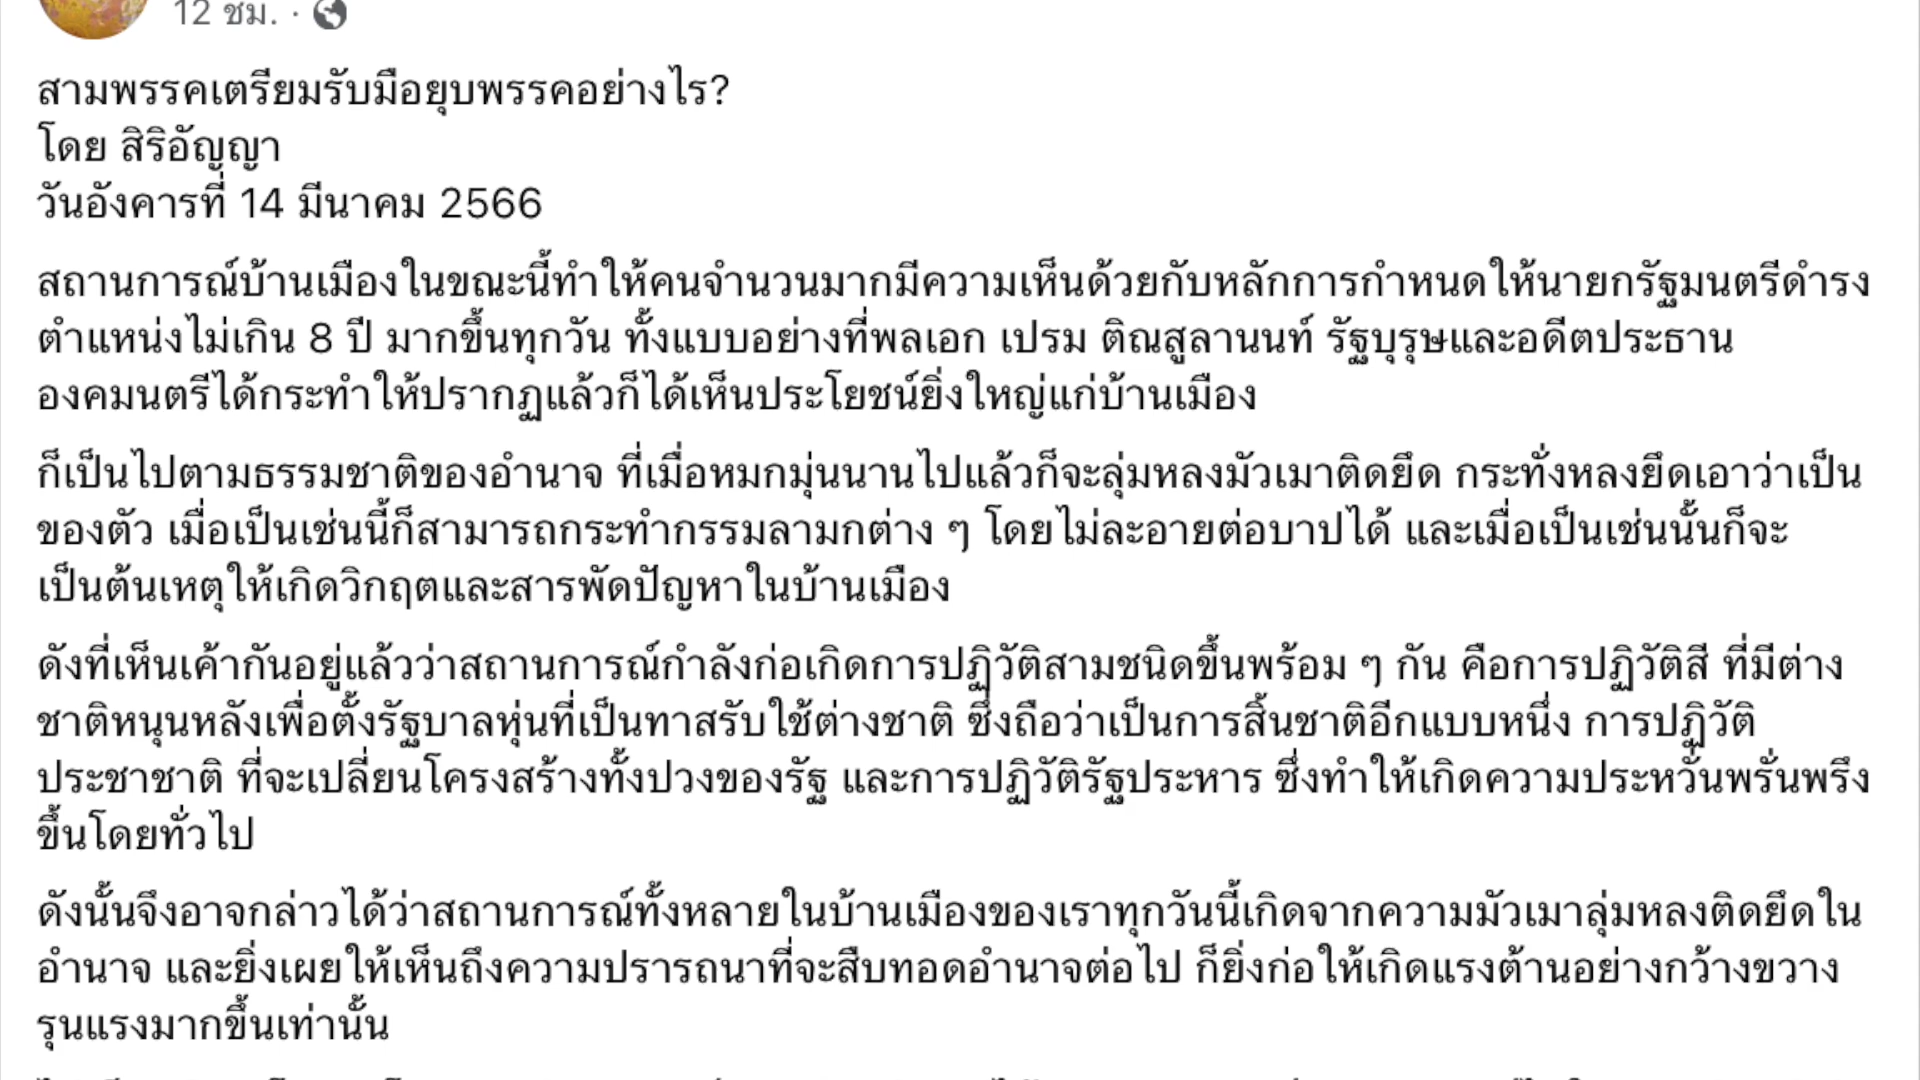 12 ชม. ·
สามพรรคเตรียมรับมือยุบพรรคอย่างไร?
โดย สิริอัญญา
วันอังคารที่ 14 มีนาคม 2566
สถานการณ์บ้านเมืองในขณะนี้ทำให้คนจำนวนมากมีความเห็นด้วยกับหลักการกำหนดให้นายกรัฐมนตรีดำรง
ตำแหน่งไม่เกิน 8 ปี มากขึ้นทุกวัน ทั้งแบบอย่างที่พลเอก เปรม ติณสูลานนท์ รัฐบุรุษและอดีตประธาน
องคมนตรีได้กระทำให้ปรากฏแล้วก็ได้เห็นประโยชน์ยิ่งใหญ่แก่บ้านเมือง
ก็เป็นไปตามธรรมชาติของอำนาจ ที่เมื่อหมกมุ่นนานไปแล้วก็จะลุ่มหลงมัวเมาติดยึด กระทั่งหลงยึดเอาว่าเป็น
ของตัว เมื่อเป็นเช่นนี้ก็สามารถกระทำกรรมลามกต่าง ๆ โดยไม่ละอายต่อบาปได้ และเมื่อเป็นเช่นนั้นก็จะ
เป็นต้นเหตุให้เกิดวิกฤตและสารพัดปัญหาในบ้านเมือง
ดังที่เห็นเค้ากันอยู่แล้วว่าสถานการณ์กำลังก่อเกิดการปฏิวัติสามชนิดขึ้นพร้อม ๆ กัน คือการปฏิวัติสี ที่มีต่าง
ชาติหนุนหลังเพื่อตั้งรัฐบาลหุ่นที่เป็นทาสรับใช้ต่างชาติ ซึ่งถือว่าเป็นการสิ้นชาติอีกแบบหนึ่ง การปฏิวัติ
ประชาชาติ ที่จะเปลี่ยนโครงสร้างทั้งปวงของรัฐ และการปฏิวัติรัฐประหาร ซึ่งทำให้เกิดความประหวั่นพรั่นพรึง
ขึ้นโดยทั่วไป
ดังนั้นจึงอาจกล่าวได้ว่าสถานการณ์ทั้งหลายในบ้านเมืองของเราทุกวันนี้เกิดจากความมัวเมาลุ่มหลงติดยึดใน
อำนาจ และยิ่งเผยให้เห็นถึงความปรารถนาที่จะสืบทอดอำนาจต่อไป ก็ยิ่งก่อให้เกิดแรงต้านอย่างกว้างขวาง
รุนแรงมากขึ้นเท่านั้น